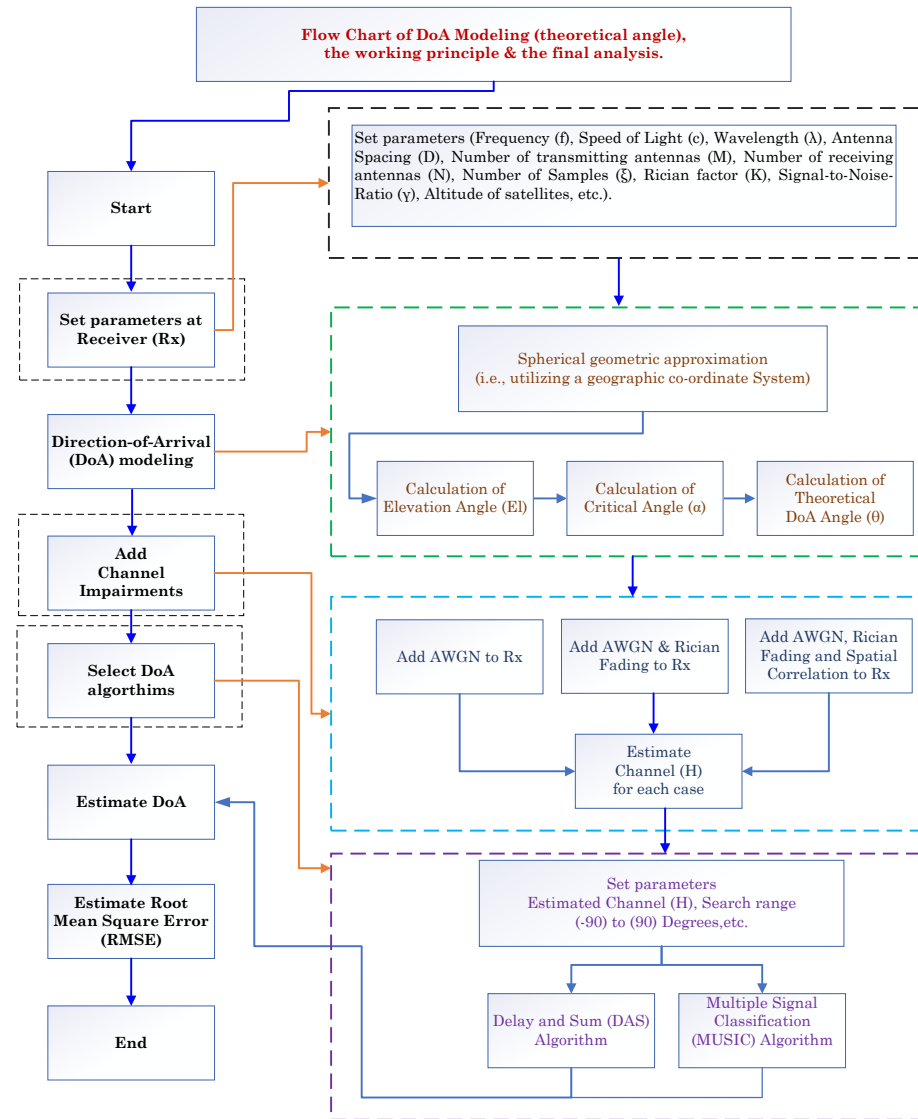 Flow Chart of DoA Modeling (theoretical angle),
the working principle & the final analysis.
Start
Set parameters at
Receiver (Rx)
Direction-of-Arrival
(DoA) modeling
Add
Channel
Impairments
Select DoA
algorthims
Estimate DoA
Estimate Root
Mean Square Error
(RMSE)
End
Set parameters (Frequency (f), Speed of Light (c), Wavelength (λ), Antenna
Spacing (D), Number of transmitting antennas (M), Number of receiving
antennas (N), Number of Samples (ξ), Rician factor (K), Signal-to-Noise-
Ratio (γ), Altitude of satellites, etc.).
Spherical geometric approximation
(i.e., utilizing a geographic co-ordinate System)
Calculation of
Elevation Angle (El)
Calculation of
Critical Angle (α)
Calculation of
Theoretical
DoA Angle (θ)
Add AWGN to Rx
Add AWGN & Rician
Fading to Rx
Add AWGN, Rician
Fading and Spatial
Correlation to Rx
Estimate
Channel (H)
for each case
Set parameters
Estimated Channel (H), Search range
(-90) to (90) Degrees,etc.
Delay and Sum (DAS)
Algorithm
Multiple Signal
Classification
(MUSIC) Algorithm